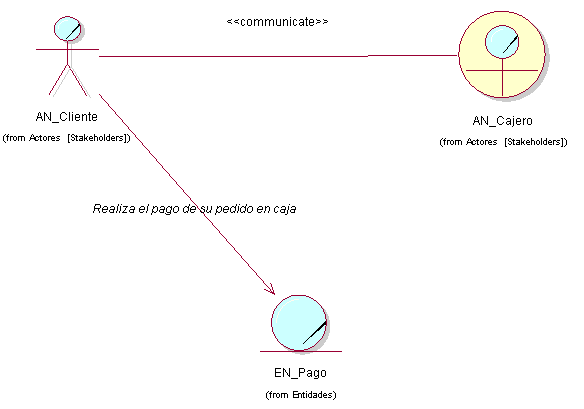 <<communicate>>
AN_Cliente
(from Actores [Stakeholders])
AN_Cajero
(from Actores [Stakeholders])
Realiza el pago de su pedido en caja
EN_Pago
(from Entidades)